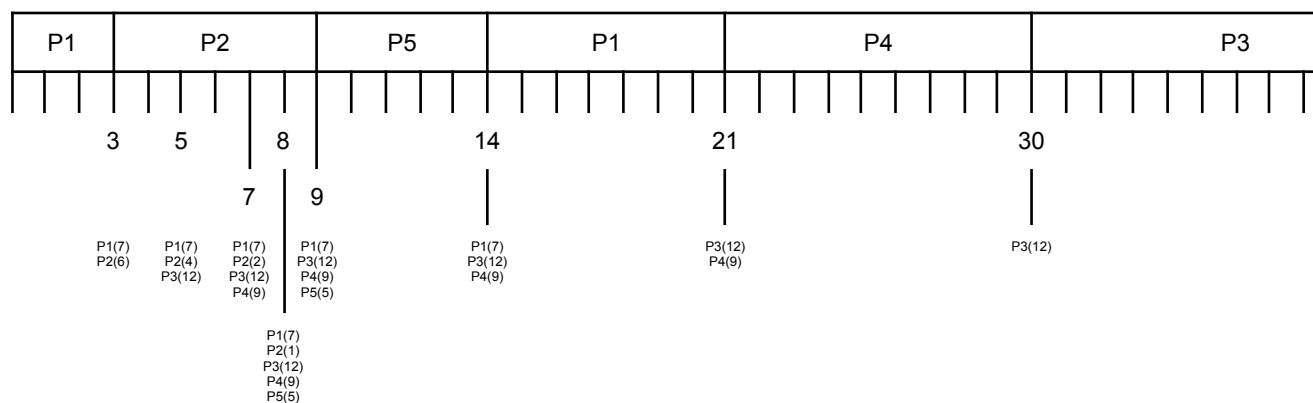 P1 P2 P5 P1 P4 P3
3 5 8 14 21 30
7 9
P1(7) P1(7) P1(7) P1(7) P1(7) P3(12) P3(12)
P2(6) P2(4) P2(2) P3(12) P3(12) P4(9)
P3(12) P3(12) P4(9) P4(9)
P4(9) P5(5)
P1(7)
P2(1)
P3(12)
P4(9)
P5(5)